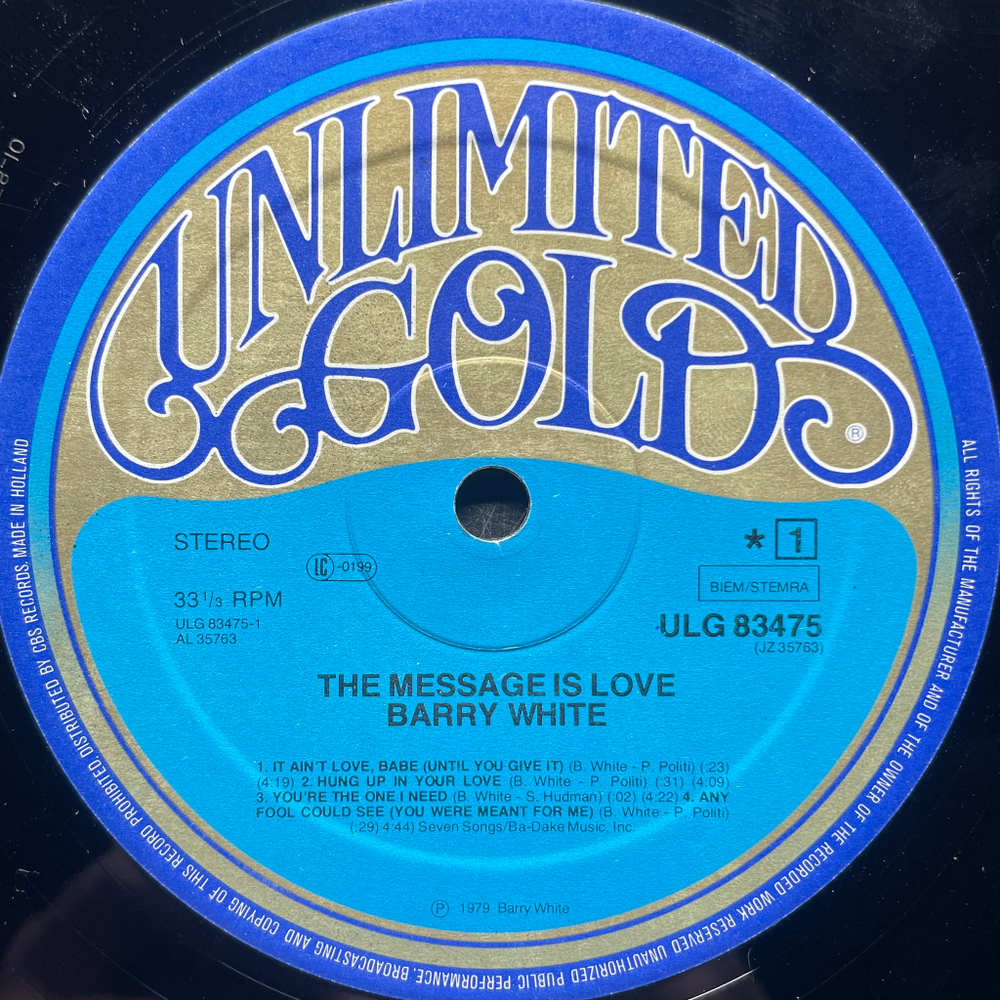 UNLIMITED
GOLD
®
STEREO
LC -0199
33 1/3 RPM
ULG 83475-1
AL 35763
* 1
BIEM/STEMRA
ULG 83475
(JZ 35763)
THE MESSAGE IS LOVE
BARRY WHITE
1. IT AIN'T LOVE, BABE (UNTIL YOU GIVE IT) (B. White - P. Politi) (:23)
(4:19) 2. HUNG UP IN YOUR LOVE (B. White - P. Politi) (:31) (4:09)
3. YOU'RE THE ONE I NEED (B. White - S. Hudman) (:02) (4:22) 4. ANY
FOOL COULD SEE (YOU WERE MEANT FOR ME) (B. White - P. Politi)
(:29) 4:44) Seven Songs/Ba-Dake Music, Inc.
Ⓟ 1979 Barry White
ALL RIGHTS OF THE MANUFACTURER AND OF THE OWNER OF THE RECORDED WORK RESERVED UNAUTHORIZED PUBLIC PERFORMANCE, BROADCASTING AND COPYING OF THIS RECORD PROHIBITED. DISTRIBUTED BY CBS RECORDS. MADE IN HOLLAND